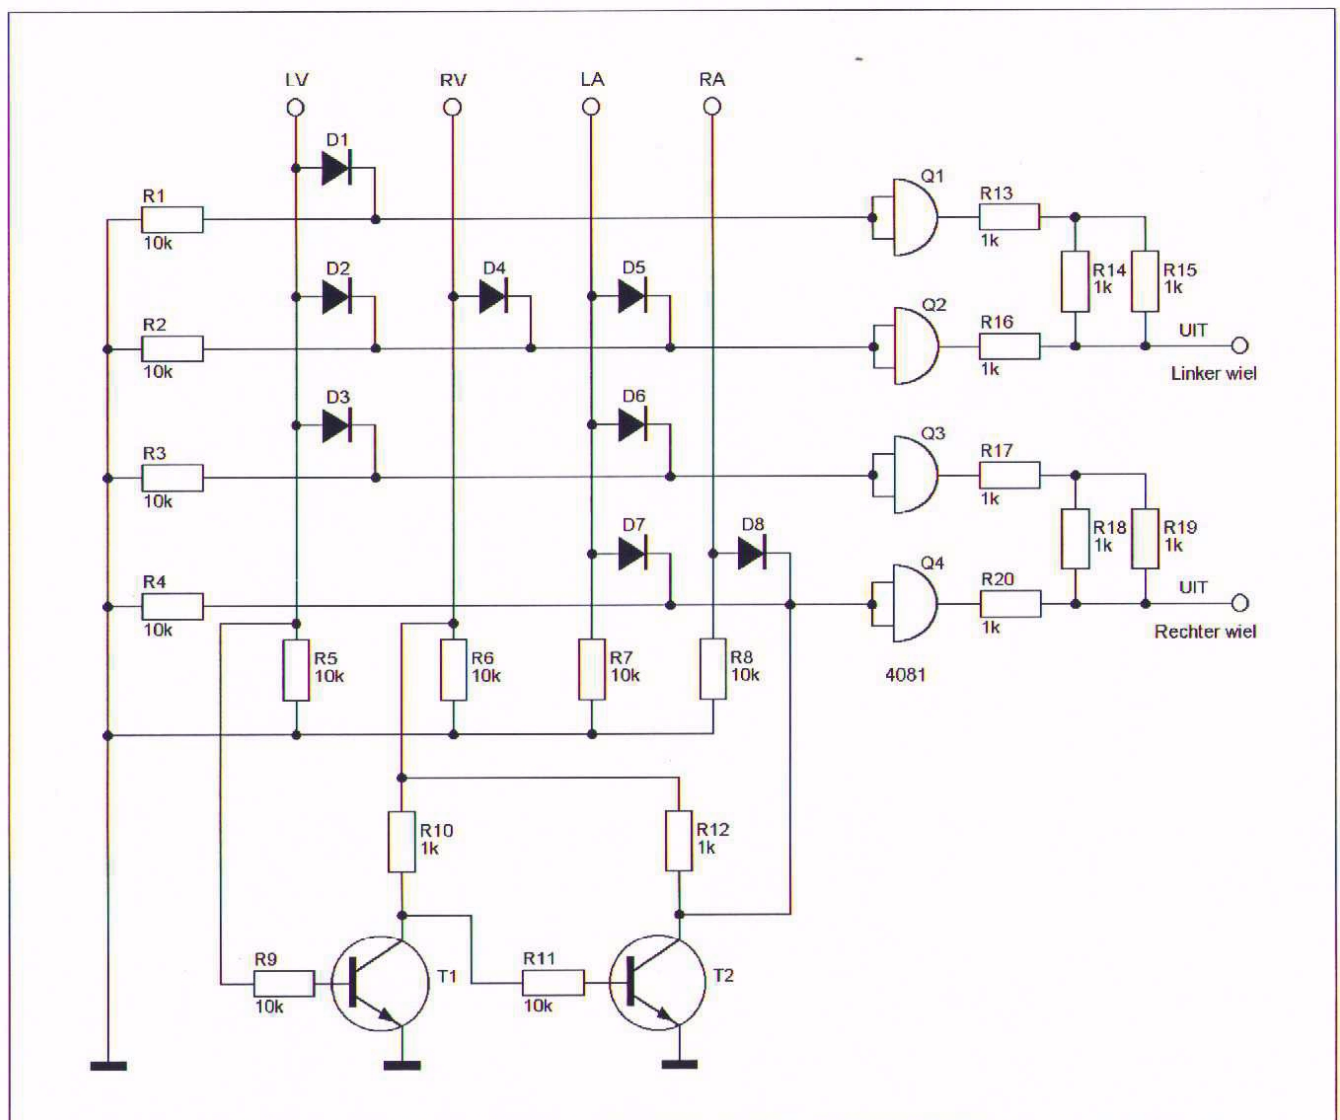 LV RV LA RA
D1
R1
10k
Q1
R13
1k
R14
1k
R15
1k
D2
D4
D5
R2
10k
Q2
R16
1k
UIT
Linker wiel
D3
D6
R3
10k
Q3
R17
1k
R18
1k
R19
1k
D7
D8
R4
10k
Q4
R20
1k
UIT
Rechter wiel
4081
R5
10k
R6
10k
R7
10k
R8
10k
R10
1k
R12
1k
R9
10k
T1
R11
10k
T2